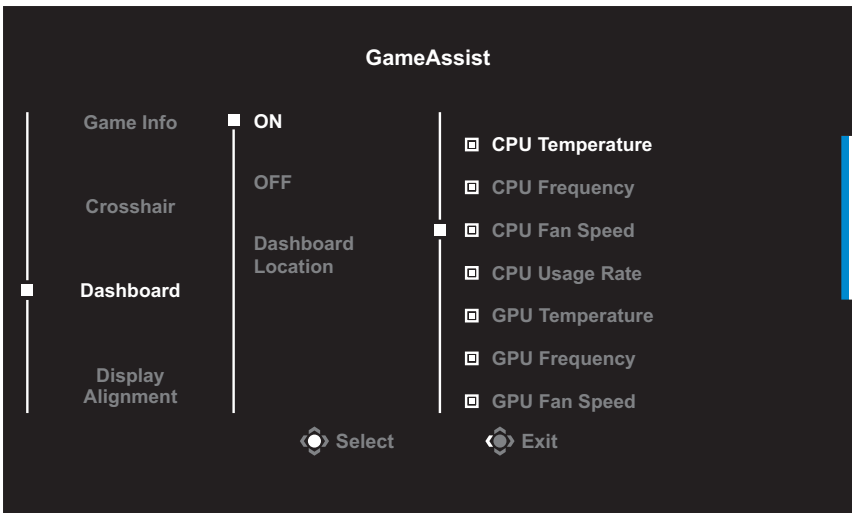 GameAssist
Game Info
Crosshair
Dashboard
Display
Alignment
ON
OFF
Dashboard
Location
CPU Temperature
CPU Frequency
CPU Fan Speed
CPU Usage Rate
GPU Temperature
GPU Frequency
GPU Fan Speed
Select
Exit